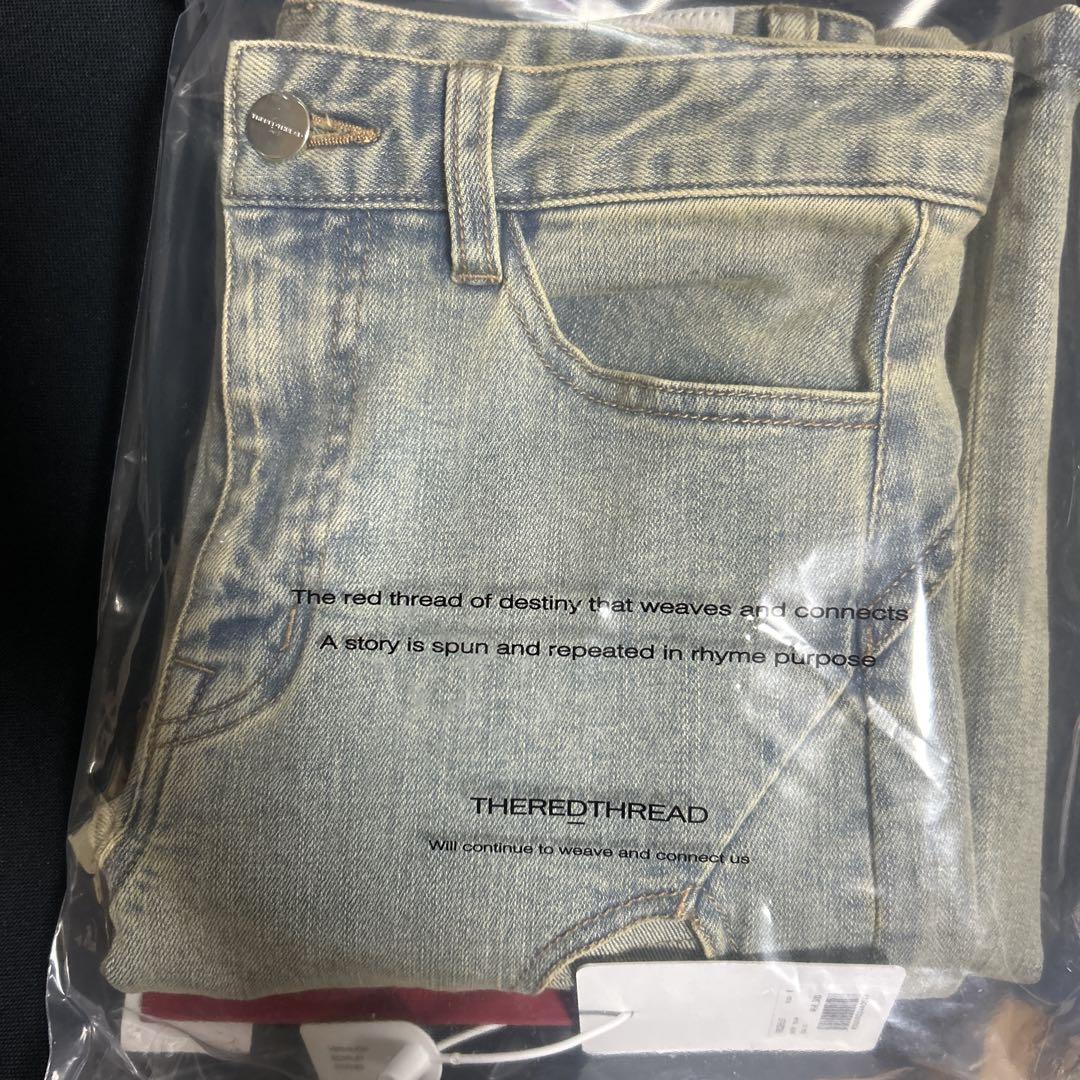 The red thread of destiny that weaves and connects
A story is spun and repeated in rhyme purpose
THEREDTHREAD
Will continue to weave and connect us